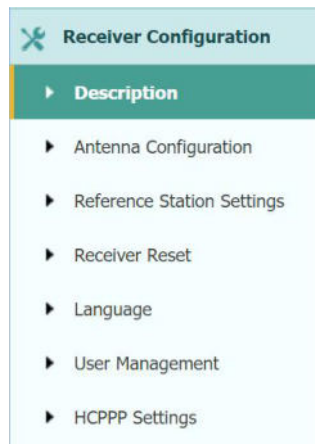 Receiver Configuration
Description
Antenna Configuration
Reference Station Settings
Receiver Reset
Language
User Management
HCPPP Settings